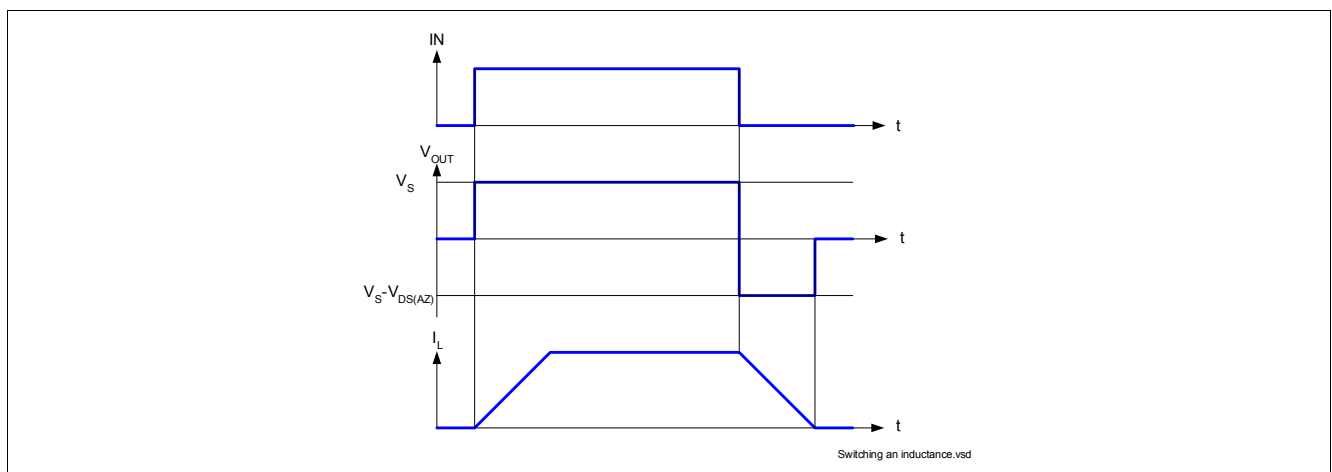 IN
t
V_OUT
V_S
t
V_S-V_DS(AZ)
I_L
t
Switching an inductance.vsd